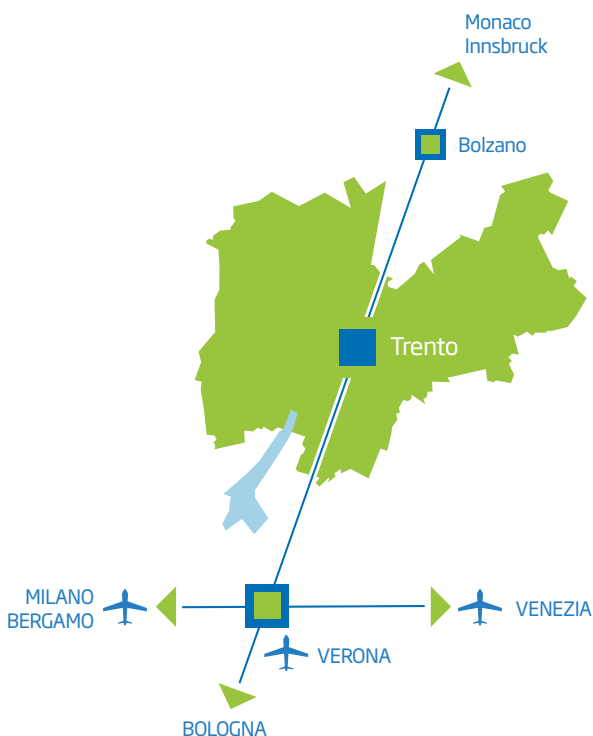 Monaco
Innsbruck
Bolzano
Trento
MILANO
BERGAMO
VENEZIA
VERONA
BOLOGNA